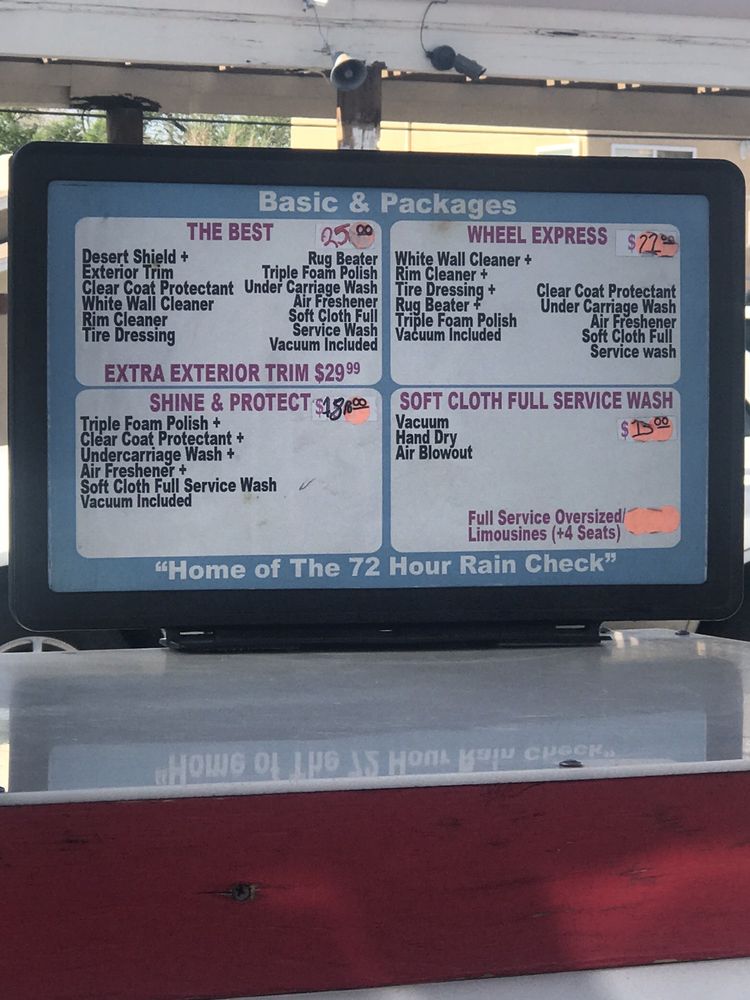 Basic & Packages
THE BEST 25 00
Desert Shield +
Exterior Trim
Clear Coat Protectant
White Wall Cleaner
Rim Cleaner
Tire Dressing
Rug Beater
Triple Foam Polish
Under Carriage Wash
Air Freshener
Soft Cloth Full
Service Wash
Vacuum Included
EXTRA EXTERIOR TRIM $29 99
WHEEL EXPRESS $22 00
White Wall Cleaner +
Rim Cleaner +
Tire Dressing +
Rug Beater +
Triple Foam Polish
Vacuum Included
Clear Coat Protectant
Under Carriage Wash
Air Freshener
Soft Cloth Full
Service wash
SHINE & PROTECT $18 00
Triple Foam Polish +
Clear Coat Protectant +
Undercarriage Wash +
Air Freshener +
Soft Cloth Full Service Wash
Vacuum Included
SOFT CLOTH FULL SERVICE WASH
$ 00
Vacuum
Hand Dry
Air Blowout
Full Service Oversized/
Limousines (+4 Seats)
"Home of The 72 Hour Rain Check"